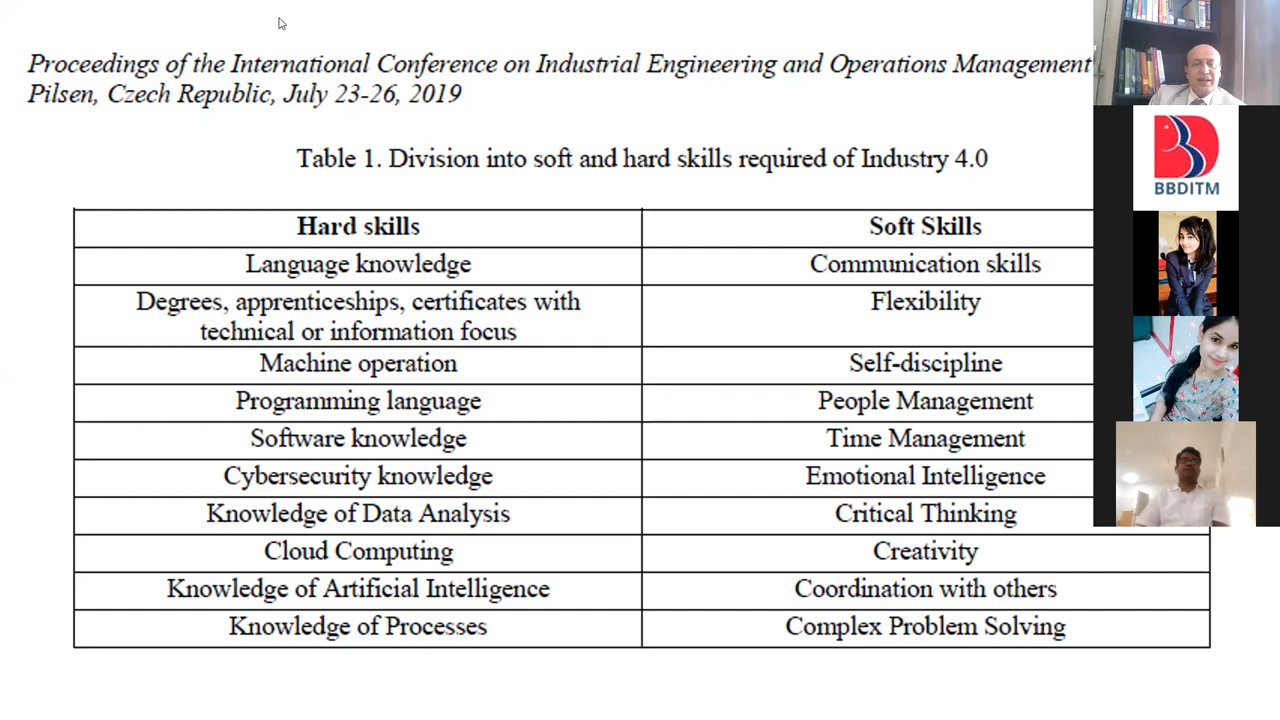 Proceedings of the International Conference on Industrial Engineering and Operations Management
Pilsen, Czech Republic, July 23-26, 2019
Table 1. Division into soft and hard skills required of Industry 4.0
Hard skills Soft Skills
Language knowledge Communication skills
Degrees, apprenticeships, certificates with Flexibility
technical or information focus
Machine operation Self-discipline
Programming language People Management
Software knowledge Time Management
Cybersecurity knowledge Emotional Intelligence
Knowledge of Data Analysis Critical Thinking
Cloud Computing Creativity
Knowledge of Artificial Intelligence Coordination with others
Knowledge of Processes Complex Problem Solving
BBDITM